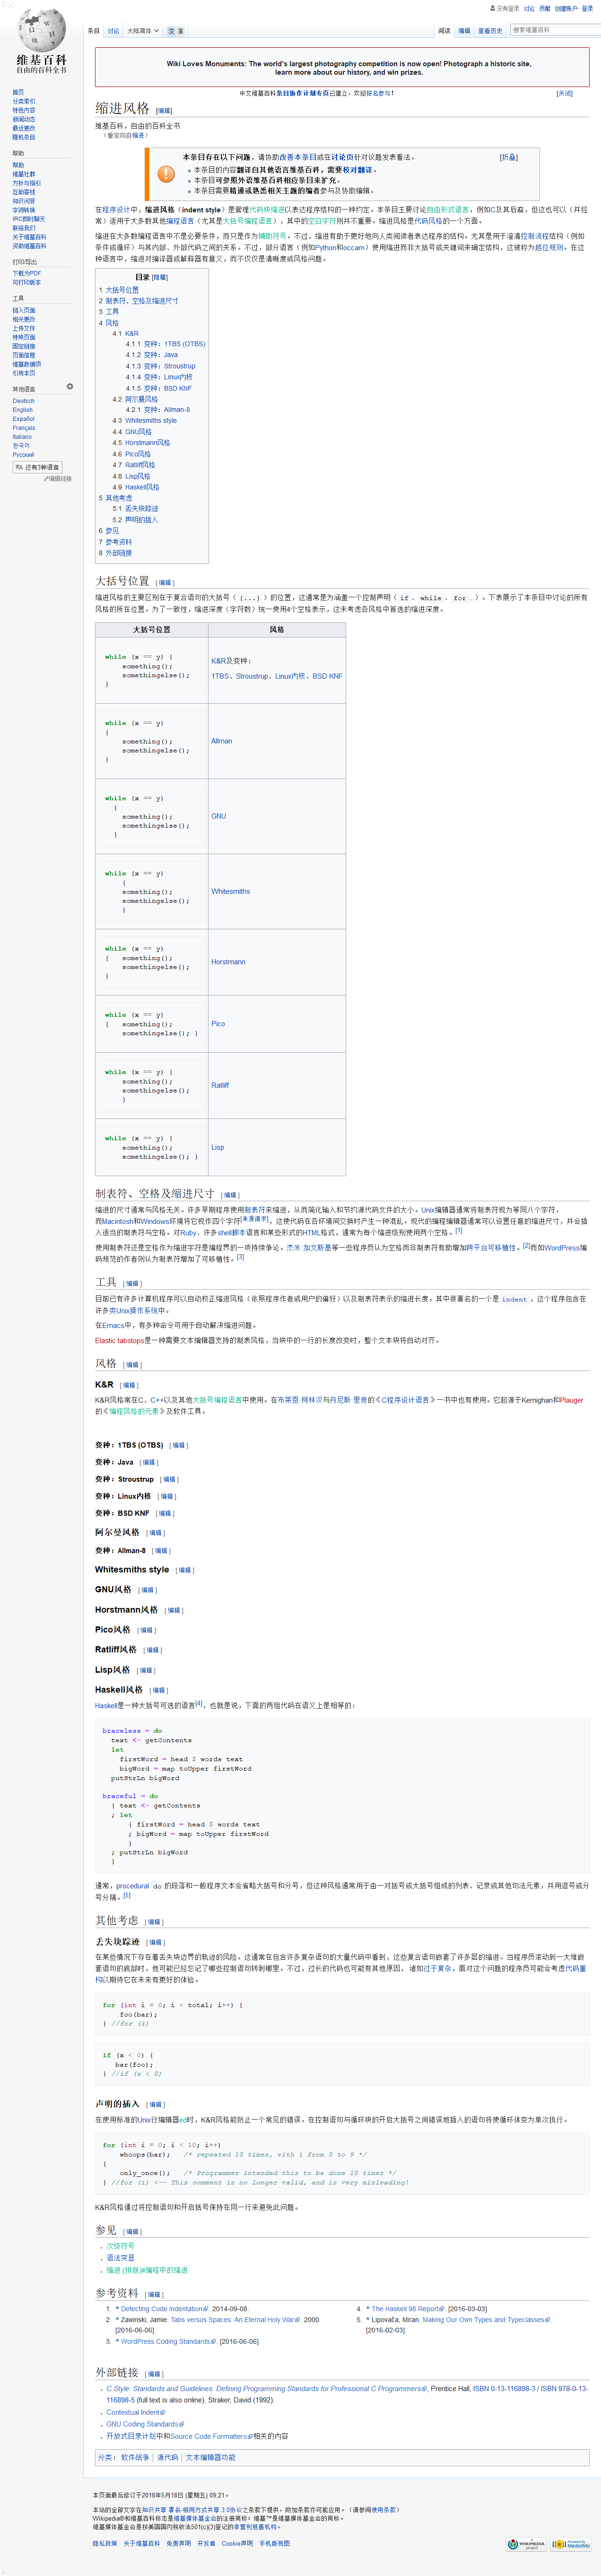 维基百科
自由的百科全书
没有登录 讨论 贡献 创建账户 登录
条目 讨论 大陆简体 汉 漢
阅读 编辑 查看历史 搜索维基百科
首页
分类索引
特色内容
新闻动态
最近更改
随机条目
帮助
帮助
维基社群
方针与指引
互助客栈
知识问答
字词转换
IRC即时聊天
联络我们
关于维基百科
资助维基百科
打印/导出
下载为PDF
可打印版本
工具
链入页面
相关更改
上传文件
特殊页面
固定链接
页面信息
维基数据项
引用本页
其他语言
Deutsch
English
Español
Français
Italiano
한국어
Русский
还有3种语言
编辑链接
Wiki Loves Monuments: The world's largest photography competition is now open! Photograph a historic site,
learn more about our history, and win prizes.
中文维基百科条目协作计划专页已建立，欢迎报名参与！ [关闭]
缩进风格 [编辑]
维基百科，自由的百科全书
（重定向自缩进）
本条目存在以下问题，请协助改善本条目或在讨论页针对议题发表看法。 [折叠]
本条目的内容翻译自其他语言维基百科，需要校对翻译。
本条目可参照外语维基百科相应条目来扩充。
本条目需要精通或熟悉相关主题的编者参与及协助编辑。
在程序设计中，缩进风格（indent style）是管理代码块缩进以表达程序结构的一种约定。本条目主要讨论自由形式语言，例如C及其后裔，但这也可以（并经
常）适用于大多数其他编程语言（尤其是大括号编程语言），其中的空白字符则并不重要。缩进风格是代码风格的一个方面。
缩进在大多数编程语言中不是必要条件，而只是作为辅助符号。不过，缩进有助于更好地向人类阅读者表达程序的结构。尤其是用于厘清控制流程结构（例如
条件或循环）与其内部、外部代码之间的关系。不过，部分语言（例如Python和occam）使用缩进而非大括号或关键词来确定结构，这被称为越位规则。在这
种语言中，缩进对编译器或解释器有意义，而不仅仅是清晰度或风格问题。
目录 [隐藏]
1 大括号位置
2 制表符、空格及缩进尺寸
3 工具
4 风格
4.1 K&R
4.1.1 变种：1TBS (OTBS)
4.1.2 变种：Java
4.1.3 变种：Stroustrup
4.1.4 变种：Linux内核
4.1.5 变种：BSD KNF
4.2 阿尔曼风格
4.2.1 变种：Allman-8
4.3 Whitesmiths style
4.4 GNU风格
4.5 Horstmann风格
4.6 Pico风格
4.7 Ratliff风格
4.8 Lisp风格
4.9 Haskell风格
5 其他考虑
5.1 丢失块踪迹
5.2 声明的插入
6 参见
7 参考资料
8 外部链接
大括号位置 [编辑]
缩进风格的主要区别在于复合语句的大括号（ {...} ）的位置，这通常是为涵盖一个控制声明（ if 、 while 、 for …）。下表展示了本条目中讨论的所有
风格的所在位置。为了一致性，缩进深度（字符数）统一使用4个空格表示，这未考虑各风格中首选的缩进深度。
大括号位置 风格
while (x == y) {
something();
somethingelse();
}
K&R及变种：
1TBS、Stroustrup、Linux内核、BSD KNF
while (x == y)
{
something();
somethingelse();
}
Allman
while (x == y)
{
something();
somethingelse();
}
GNU
while (x == y)
{
something();
somethingelse();
}
Whitesmiths
while (x == y)
{ something();
somethingelse();
}
Horstmann
while (x == y)
{ something();
somethingelse(); }
Pico
while (x == y) {
something();
somethingelse();
}
Ratliff
while (x == y) {
something();
somethingelse(); }
Lisp
制表符、空格及缩进尺寸 [编辑]
缩进的尺寸通常与风格无关。许多早期程序使用制表符来缩进，从而简化输入和节约源代码文件的大小。Unix编辑器通常将制表符视为等同八个字符，
而Macintosh和Windows环境将它视作四个字符[来源请求]，这使代码在各环境间交换时产生一种混乱。现代的编程编辑器通常可以设置任意的缩进尺寸，并会插
入适当的制表符与空格。对Ruby，许多shell脚本语言和某些形式的HTML格式，通常为每个缩进级别使用两个空格。[1]
使用制表符还是空格作为缩进字符是编程界的一项持续争论。杰米·加文斯基等一些程序员认为空格而非制表符有助增加跨平台可移植性。[2]而如WordPress编
码规范的作者则认为制表符增加了可移植性。[3]
工具 [编辑]
目前已有许多计算机程序可以自动校正缩进风格（依照程序作者或用户的偏好）以及制表符表示的缩进长度。其中很著名的一个是 indent ，这个程序包含在
许多类Unix操作系统中。
在Emacs中，有多种命令可用于自动解决缩进问题。
Elastic tabstops是一种需要文本编辑器支持的制表风格，当块中的一行的长度改变时，整个文本块将自动对齐。
风格 [编辑]
K&R [编辑]
K&R风格常在C、C++以及其他大括号编程语言中使用。在布莱恩·柯林汉与丹尼斯·里奇的《C程序设计语言》一书中也有使用。它起源于Kernighan和Plauger
的《编程风格的元素》及软件工具。
变种：1TBS (OTBS) [编辑]
变种：Java [编辑]
变种：Stroustrup [编辑]
变种：Linux内核 [编辑]
变种：BSD KNF [编辑]
阿尔曼风格 [编辑]
变种：Allman-8 [编辑]
Whitesmiths style [编辑]
GNU风格 [编辑]
Horstmann风格 [编辑]
Pico风格 [编辑]
Ratliff风格 [编辑]
Lisp风格 [编辑]
Haskell风格 [编辑]
Haskell是一种大括号可选的语言[4]，也就是说，下面的两组代码在语义上是相等的：
braceless = do
text <- getContents
let
firstWord = head $ words text
bigWord = map toUpper firstWord
putStrLn bigWord
braceful = do
{ text <- getContents
; let
{ firstWord = head $ words text
; bigWord = map toUpper firstWord
}
; putStrLn bigWord
}
通常，procedural do 的段落和一般程序文本会省略大括号和分号，但这种风格通常用于由一对括号或大括号组成的列表、记录或其他句法元素，并用逗号或分
号分隔。[5]
其他考虑 [编辑]
丢失块踪迹 [编辑]
在某些情况下存在着丢失块边界的轨迹的风险。这通常在包含许多复杂语句的大量代码中看到，这些复合语句嵌套了许多层的缩进。当程序员滚动到一大堆嵌
套语句的底部时，他可能已经忘记了哪些控制语句转到哪里。不过，过长的代码也可能有其他原因， 诸如过于复杂，面对这个问题的程序员可能会考虑代码重
构以期待它在未来有更好的体验。
for (int i = 0; i < total; i++) {
foo(bar);
} //for (i)
if (x < 0) {
bar(foo);
} //if (x < 0)
声明的插入 [编辑]
在使用标准的Unix行编辑器ed时，K&R风格能防止一个常见的错误。在控制语句与循环块的开启大括号之间错误地插入的语句将使循环体变为单次执行。
for (int i = 0; i < 10; i++)
whoops(bar); /* repeated 10 times, with i from 0 to 9 */
{
only_once(); /* Programmer intended this to be done 10 times */
} //for (i) <-- This comment is no longer valid, and is very misleading!
K&R风格通过将控制语句和开启括号保持在同一行来避免此问题。
参见 [编辑]
次级符号
语法突显
缩进 (排版)#编程中的缩进
参考资料 [编辑]
1. ^ Detecting Code Indentation. 2014-09-08.
2. ^ Zawinski, Jamie. Tabs versus Spaces: An Eternal Holy War. 2000
[2016-06-06].
3. ^ WordPress Coding Standards. [2016-06-06].
4. ^ The Haskell 98 Report. [2016-03-03].
5. ^ Lipovača, Miran. Making Our Own Types and Typeclasses.
[2016-02-03].
外部链接 [编辑]
C Style: Standards and Guidelines: Defining Programming Standards for Professional C Programmers, Prentice Hall, ISBN 0-13-116898-3 / ISBN 978-0-13-
116898-5 (full text is also online). Straker, David (1992).
Contextual Indent
GNU Coding Standards
开放式目录计划中和Source Code Formatters相关的内容
分类： 软件战争 | 源代码 | 文本编辑器功能
本页面最后修订于2018年5月18日 (星期五) 09:21。
本站的全部文字在知识共享 署名-相同方式共享 3.0协议之条款下提供，附加条款亦可能应用。（请参阅使用条款）
Wikipedia®和维基百科标志是维基媒体基金会的注册商标；维基™是维基媒体基金会的商标。
维基媒体基金会是按美国国内税收法501(c)(3)登记的非营利慈善机构。
隐私政策 关于维基百科 免责声明 开发者 Cookie声明 手机版视图
WIKIMEDIA project
Powered By MediaWiki